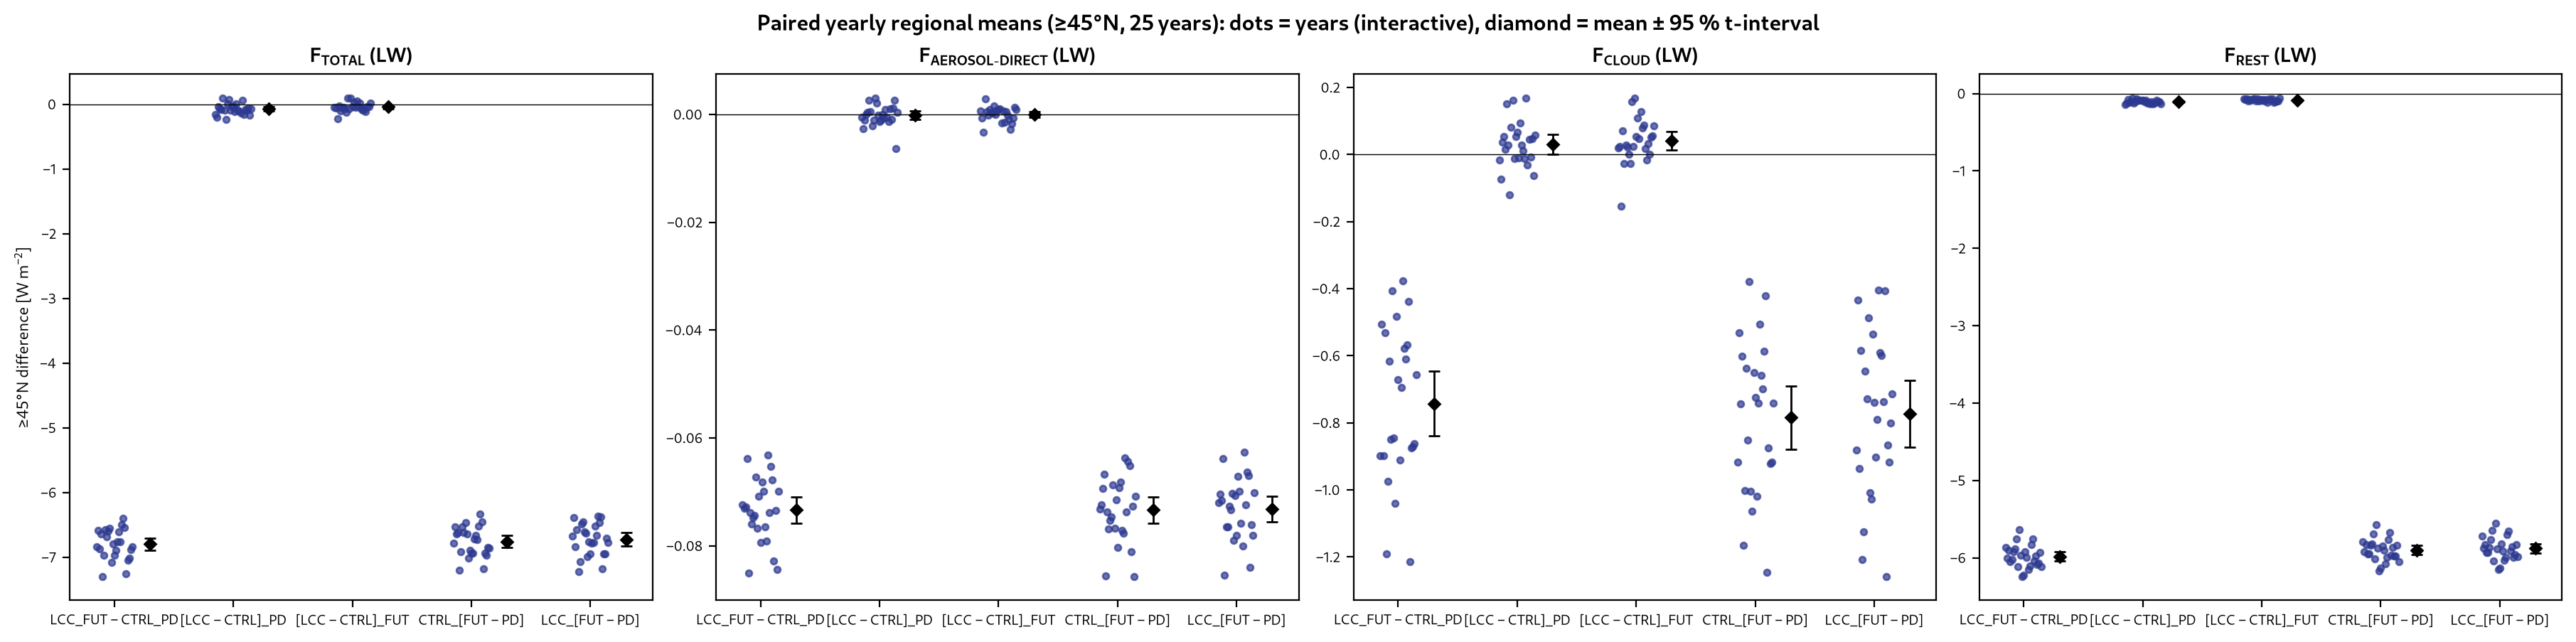 Paired yearly regional means (≥45°N, 25 years): dots = years (interactive), diamond = mean ± 95 % t-interval
F_TOTAL (LW)
≥45°N difference [W m⁻²]
0
−1
−2
−3
−4
−5
−6
−7
LCC_FUT − CTRL_PD [LCC − CTRL]_PD [LCC − CTRL]_FUT CTRL_[FUT − PD] LCC_[FUT − PD]
F_AEROSOL-DIRECT (LW)
0.00
−0.02
−0.04
−0.06
−0.08
LCC_FUT − CTRL_PD [LCC − CTRL]_PD [LCC − CTRL]_FUT CTRL_[FUT − PD] LCC_[FUT − PD]
F_CLOUD (LW)
0.2
0.0
−0.2
−0.4
−0.6
−0.8
−1.0
−1.2
LCC_FUT − CTRL_PD [LCC − CTRL]_PD [LCC − CTRL]_FUT CTRL_[FUT − PD] LCC_[FUT − PD]
F_REST (LW)
0
−1
−2
−3
−4
−5
−6
LCC_FUT − CTRL_PD [LCC − CTRL]_PD [LCC − CTRL]_FUT CTRL_[FUT − PD] LCC_[FUT − PD]